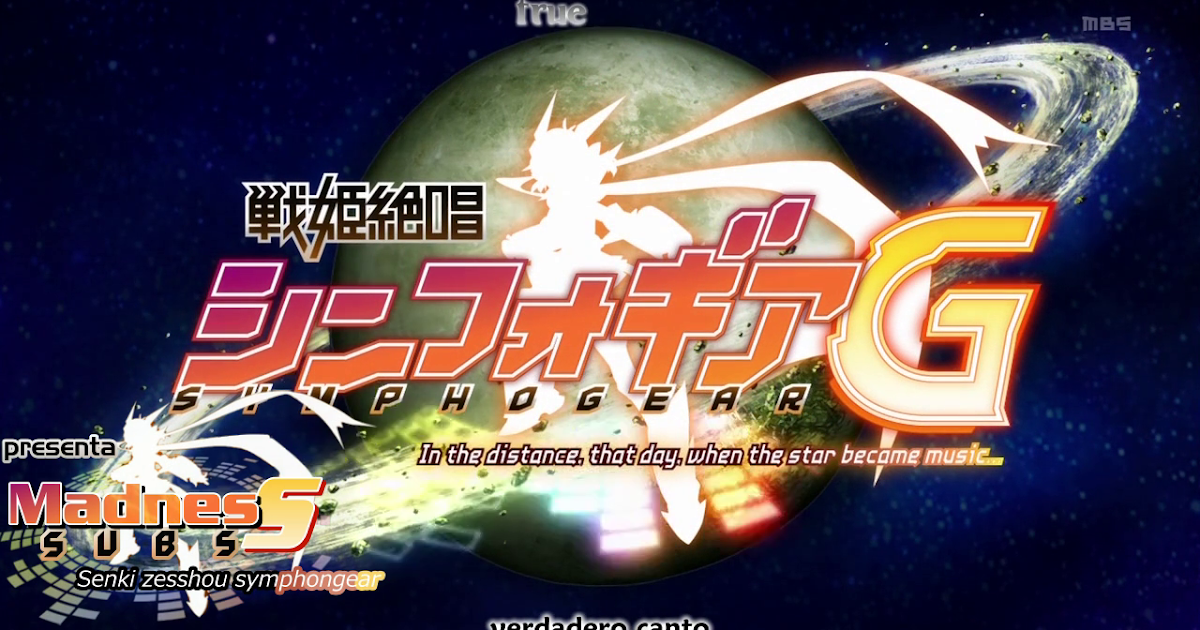 true
MBS
戦姫絶唱
シンフォギアG
SYMPHOGEAR
In the distance, that day, when the star became music...
presenta
MadnesS
SUBS
Senki zesshou symphongear
verdadero canto